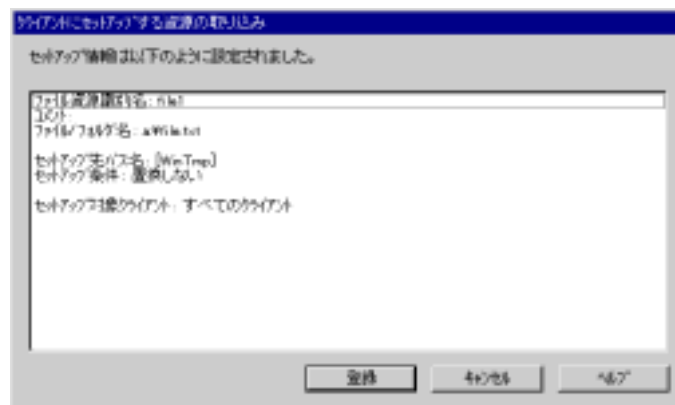 クライアントにセットアップする資源の取り込み
セットアップ情報は以下のように設定されました。
ファイル資源識別名: file1
コメント:
ファイル/フォルダ名: a¥file.txt
セットアップ先パス名: [WinTmp]
セットアップ条件: 置換しない
セットアップ対象クライアント: すべてのクライアント
登録
キャンセル
ヘルプ